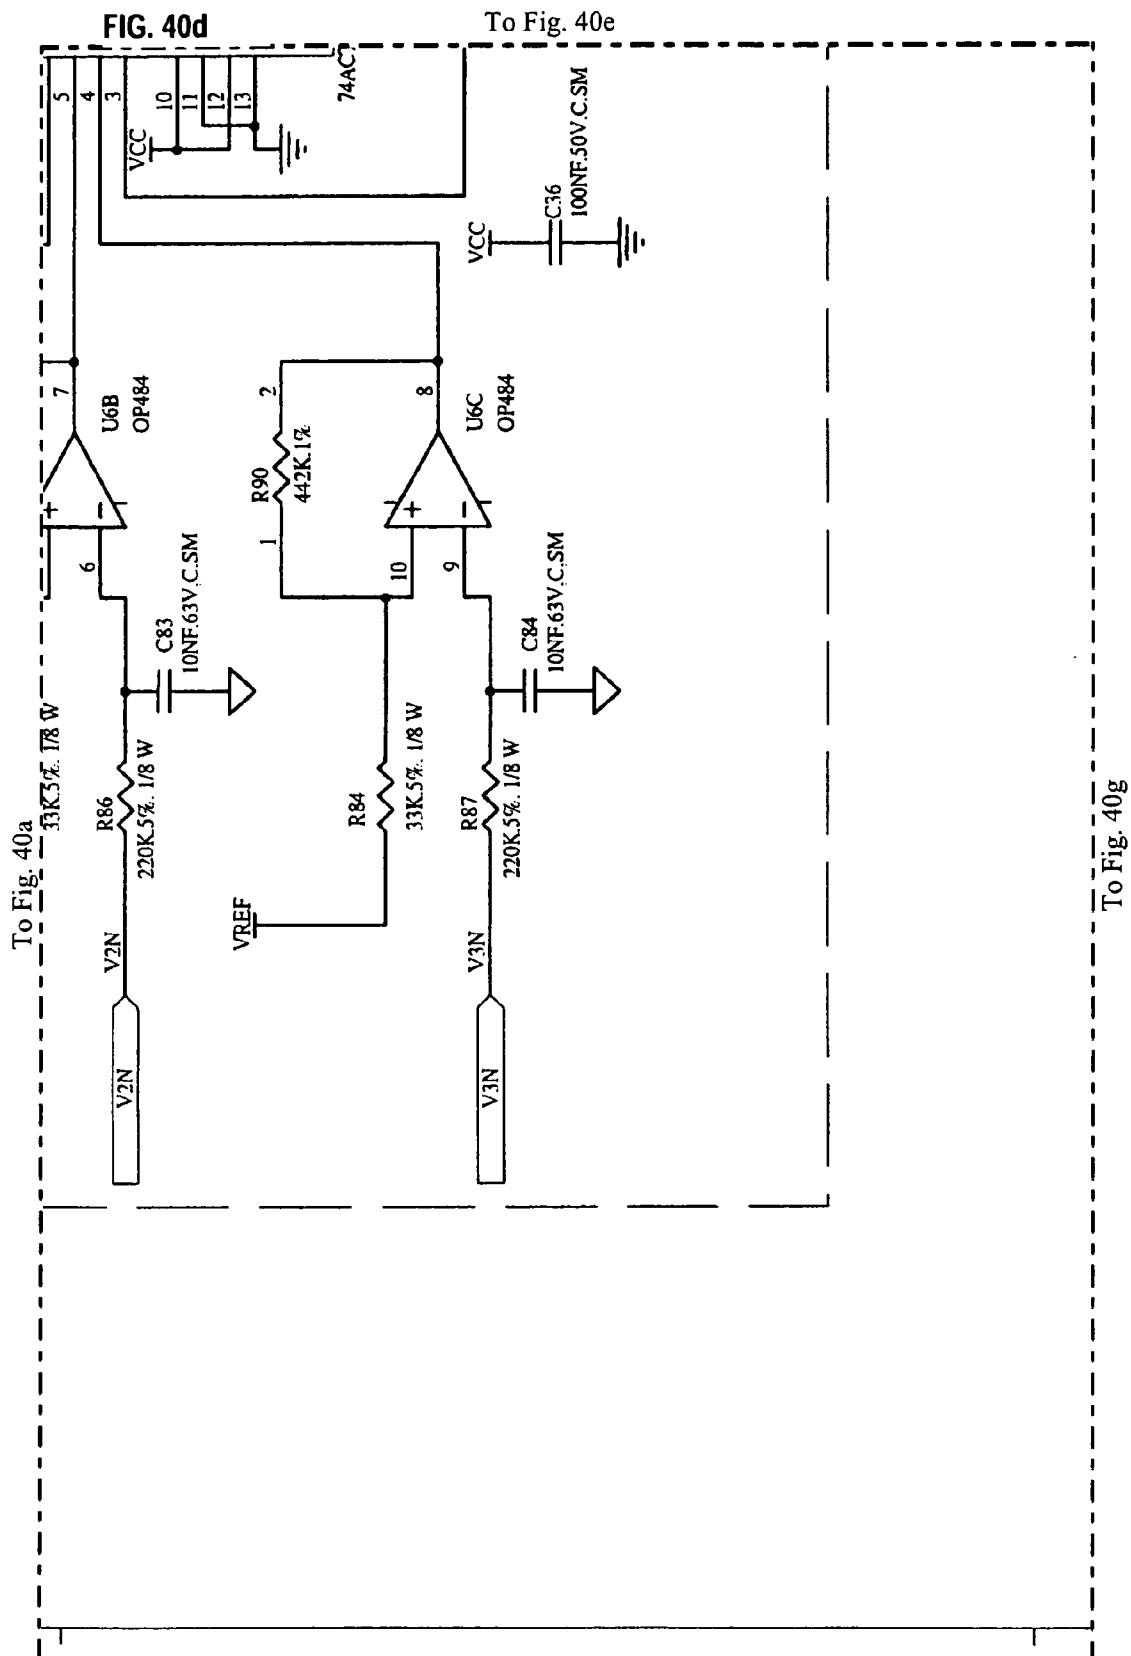 FIG. 40d
To Fig. 40e
To Fig. 40a
To Fig. 40g
5
4
3
10
11
12
13
74AC
VCC
VCC
C36
100NF.50V.C.SM
7
U6B
OP484
+
−
6
C83
10NF.63V.C.SM
33K.5%. 1/8 W
R86
220K.5%. 1/8 W
V2N
V2N
2
R90
442K.1%
1
8
U6C
OP484
+
−
10
9
C84
10NF.63V.C.SM
R84
33K.5%. 1/8 W
R87
220K.5%. 1/8 W
VREF
V3N
V3N